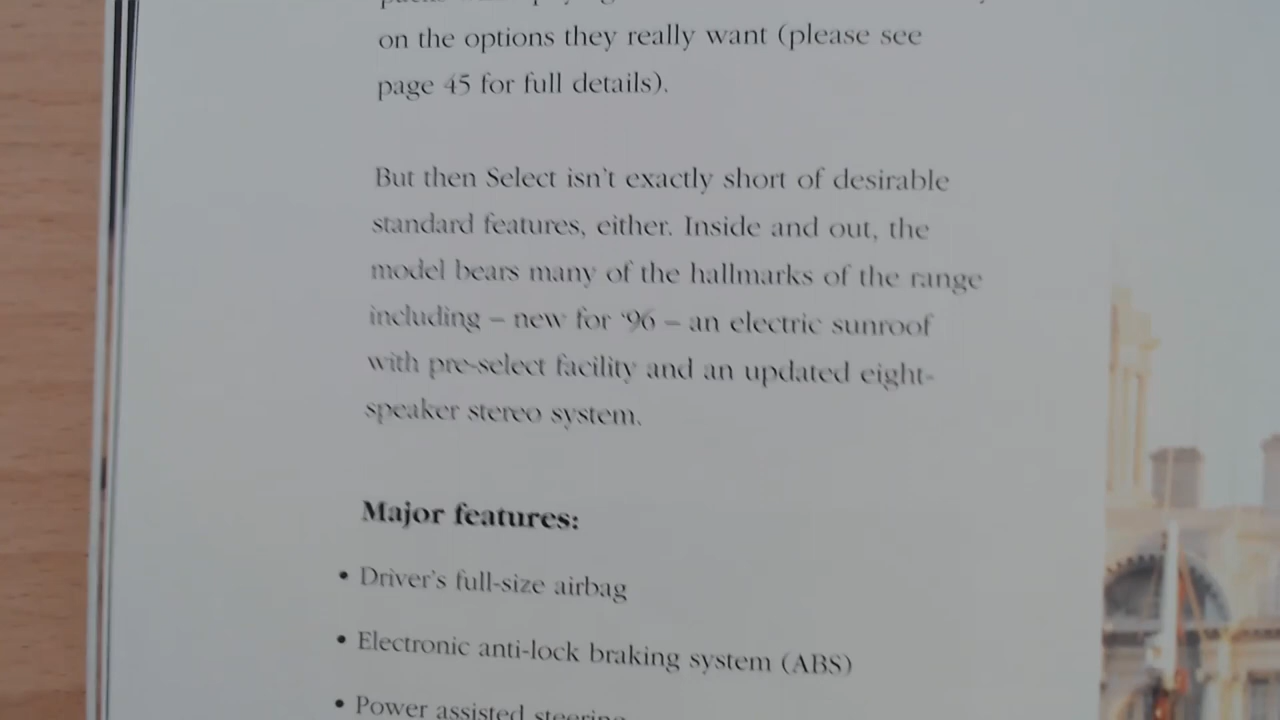 on the options they really want (please see
page 45 for full details).
But then Select isn't exactly short of desirable
standard features, either. Inside and out, the
model bears many of the hallmarks of the range
including – new for '96 – an electric sunroof
with pre-select facility and an updated eight-
speaker stereo system.
Major features:
• Driver's full-size airbag
• Electronic anti-lock braking system (ABS)
• Power assisted steering